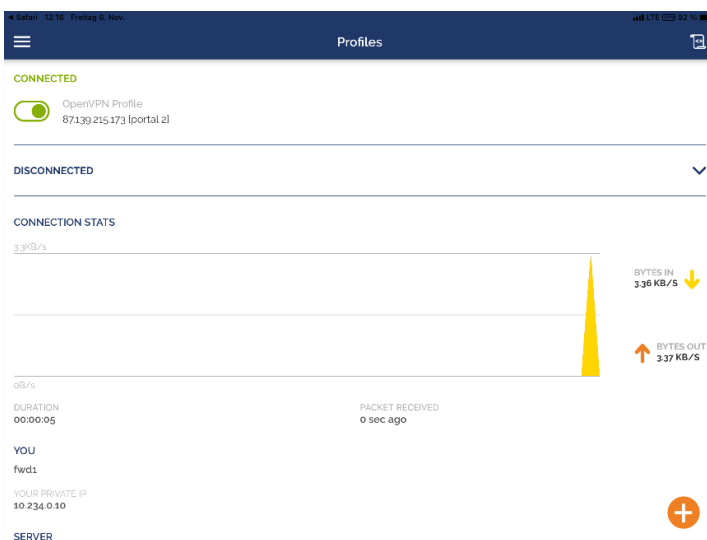 ◀ Safari 12:16 Freitag 6. Nov. LTE 92 %
Profiles
CONNECTED
OpenVPN Profile
87.139.215.173 [portal 2]
DISCONNECTED
CONNECTION STATS
3.3KB/s
BYTES IN
3.36 KB/S
BYTES OUT
3.37 KB/S
0B/s
DURATION
00:00:05
PACKET RECEIVED
0 sec ago
YOU
fwd1
YOUR PRIVATE IP
10.234.0.10
SERVER